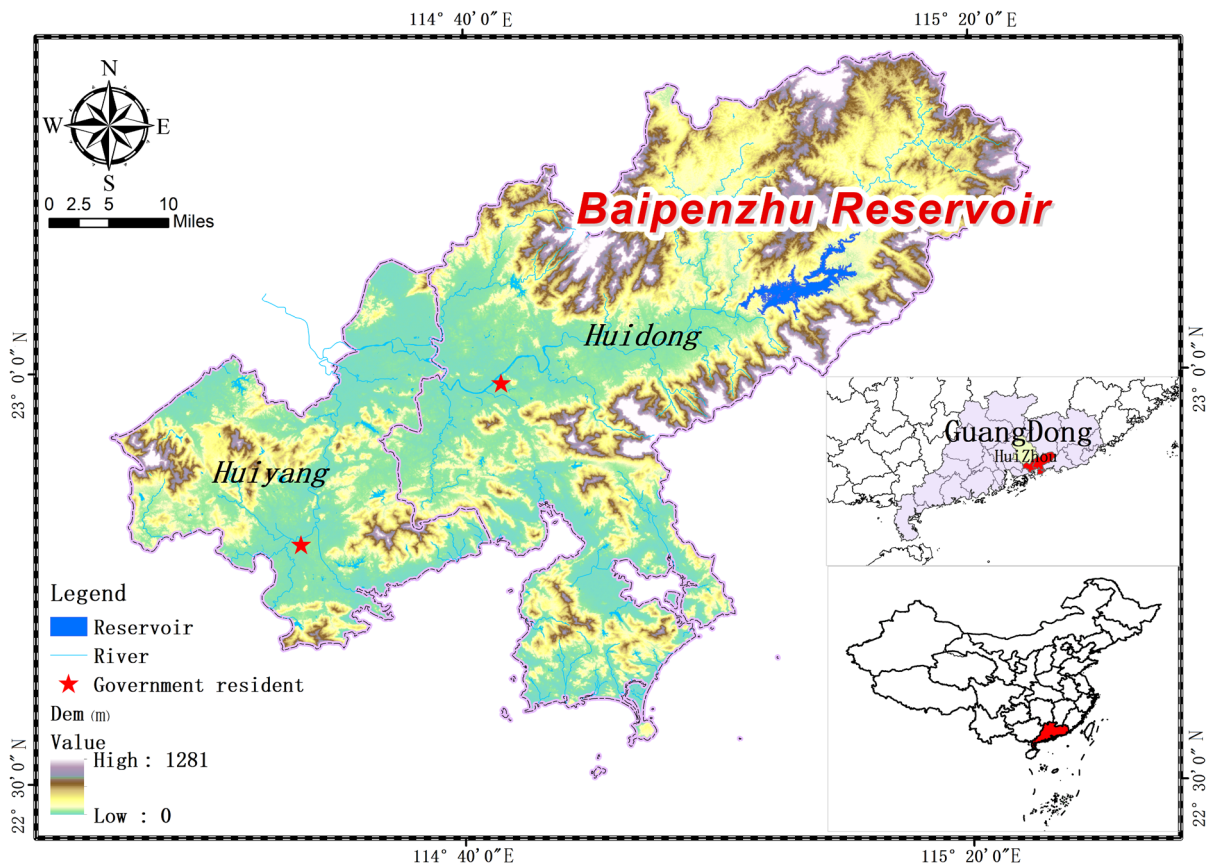 114° 40'0″E
115° 20'0″E
N
W
E
S
0 2.5 5 10
Miles
Baipenzhu Reservoir
Huidong
23° 0'0″ N
23° 0'0″ N
GuangDong
HuiZhou
Huiyang
Legend
Reservoir
River
Government resident
Dem (m)
Value
High : 1281
Low : 0
22° 30'0″ N
22° 30'0″ N
114° 40'0″E
115° 20'0″E